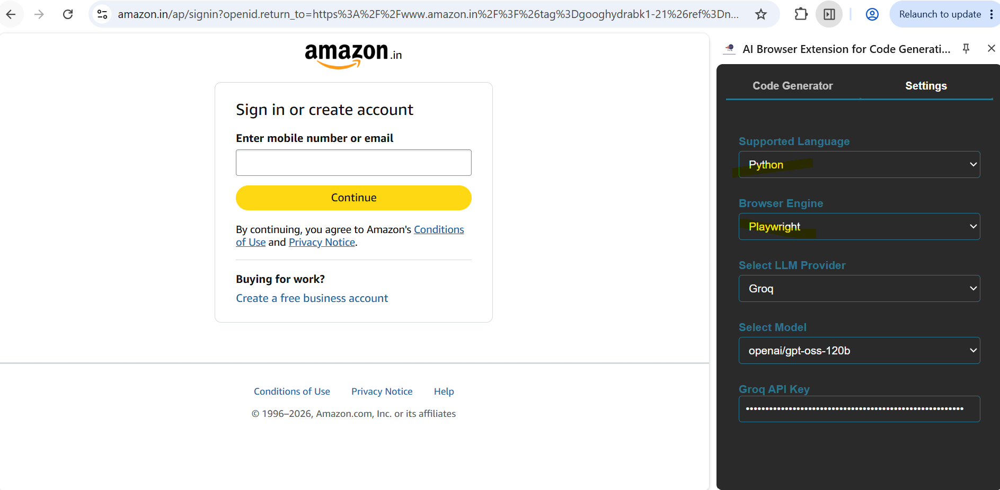 amazon.in/ap/signin?openid.return_to=https%3A%2F%2Fwww.amazon.in%2F%3F%26tag%3Dgooghydrabk1-21%26ref%3Dn...
Relaunch to update
amazon.in
Sign in or create account
Enter mobile number or email
Continue
By continuing, you agree to Amazon's Conditions
of Use and Privacy Notice.
Buying for work?
Create a free business account
Conditions of Use Privacy Notice Help
© 1996–2026, Amazon.com, Inc. or its affiliates
AI Browser Extension for Code Generati...
Code Generator Settings
Supported Language
Python
Browser Engine
Playwright
Select LLM Provider
Groq
Select Model
openai/gpt-oss-120b
Groq API Key